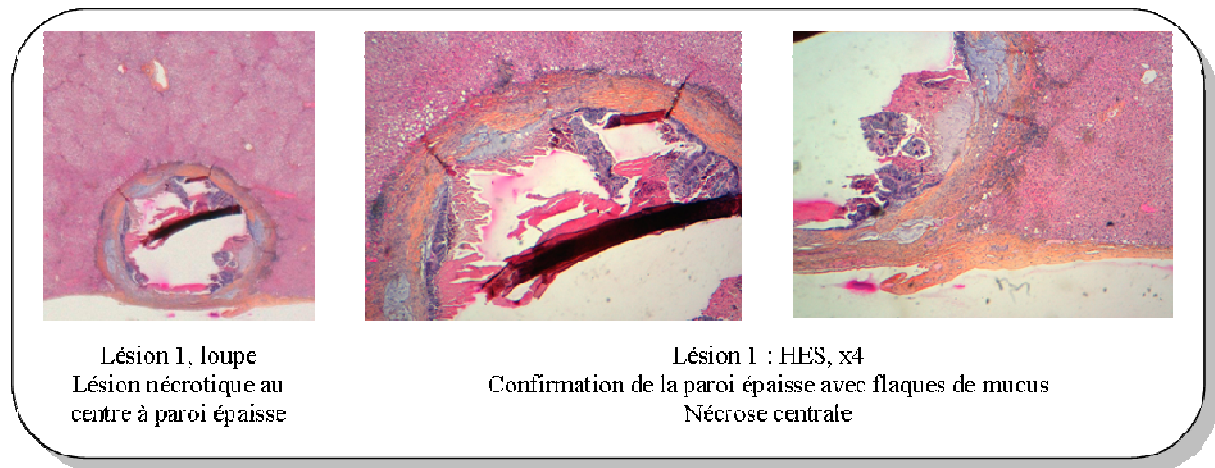 Lésion 1, loupe
Lésion nécrotique au
centre à paroi épaisse
Lésion 1 : HES, x4
Confirmation de la paroi épaisse avec flaques de mucus
Nécrose centrale